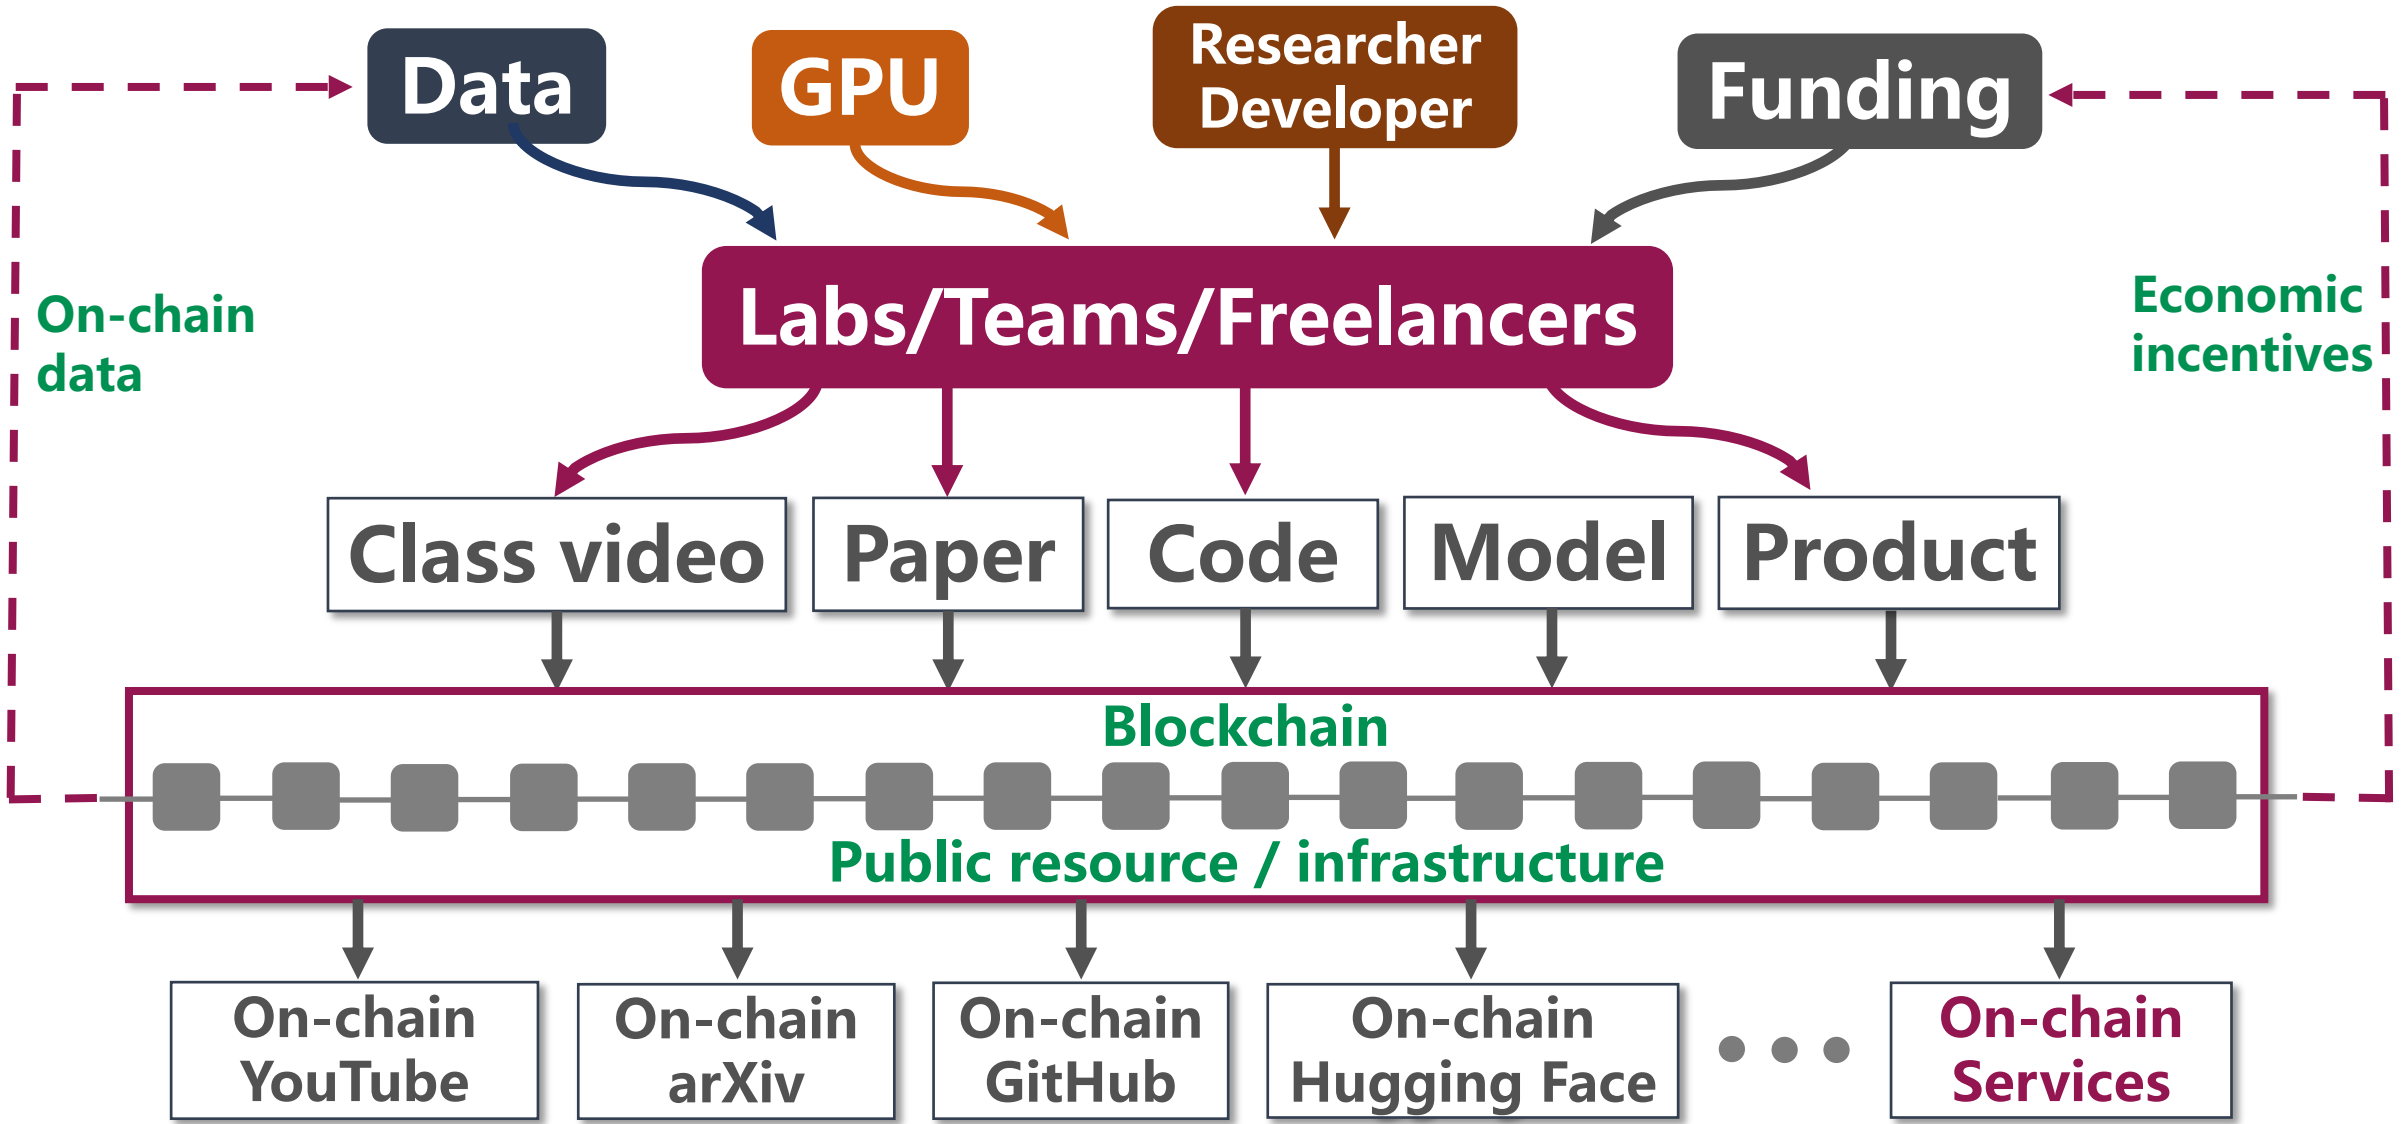 Data
GPU
Researcher
Developer
Funding
On-chain
data
Labs/Teams/Freelancers
Economic
incentives
Class video
Paper
Code
Model
Product
Blockchain
Public resource / infrastructure
On-chain
YouTube
On-chain
arXiv
On-chain
GitHub
On-chain
Hugging Face
On-chain
Services